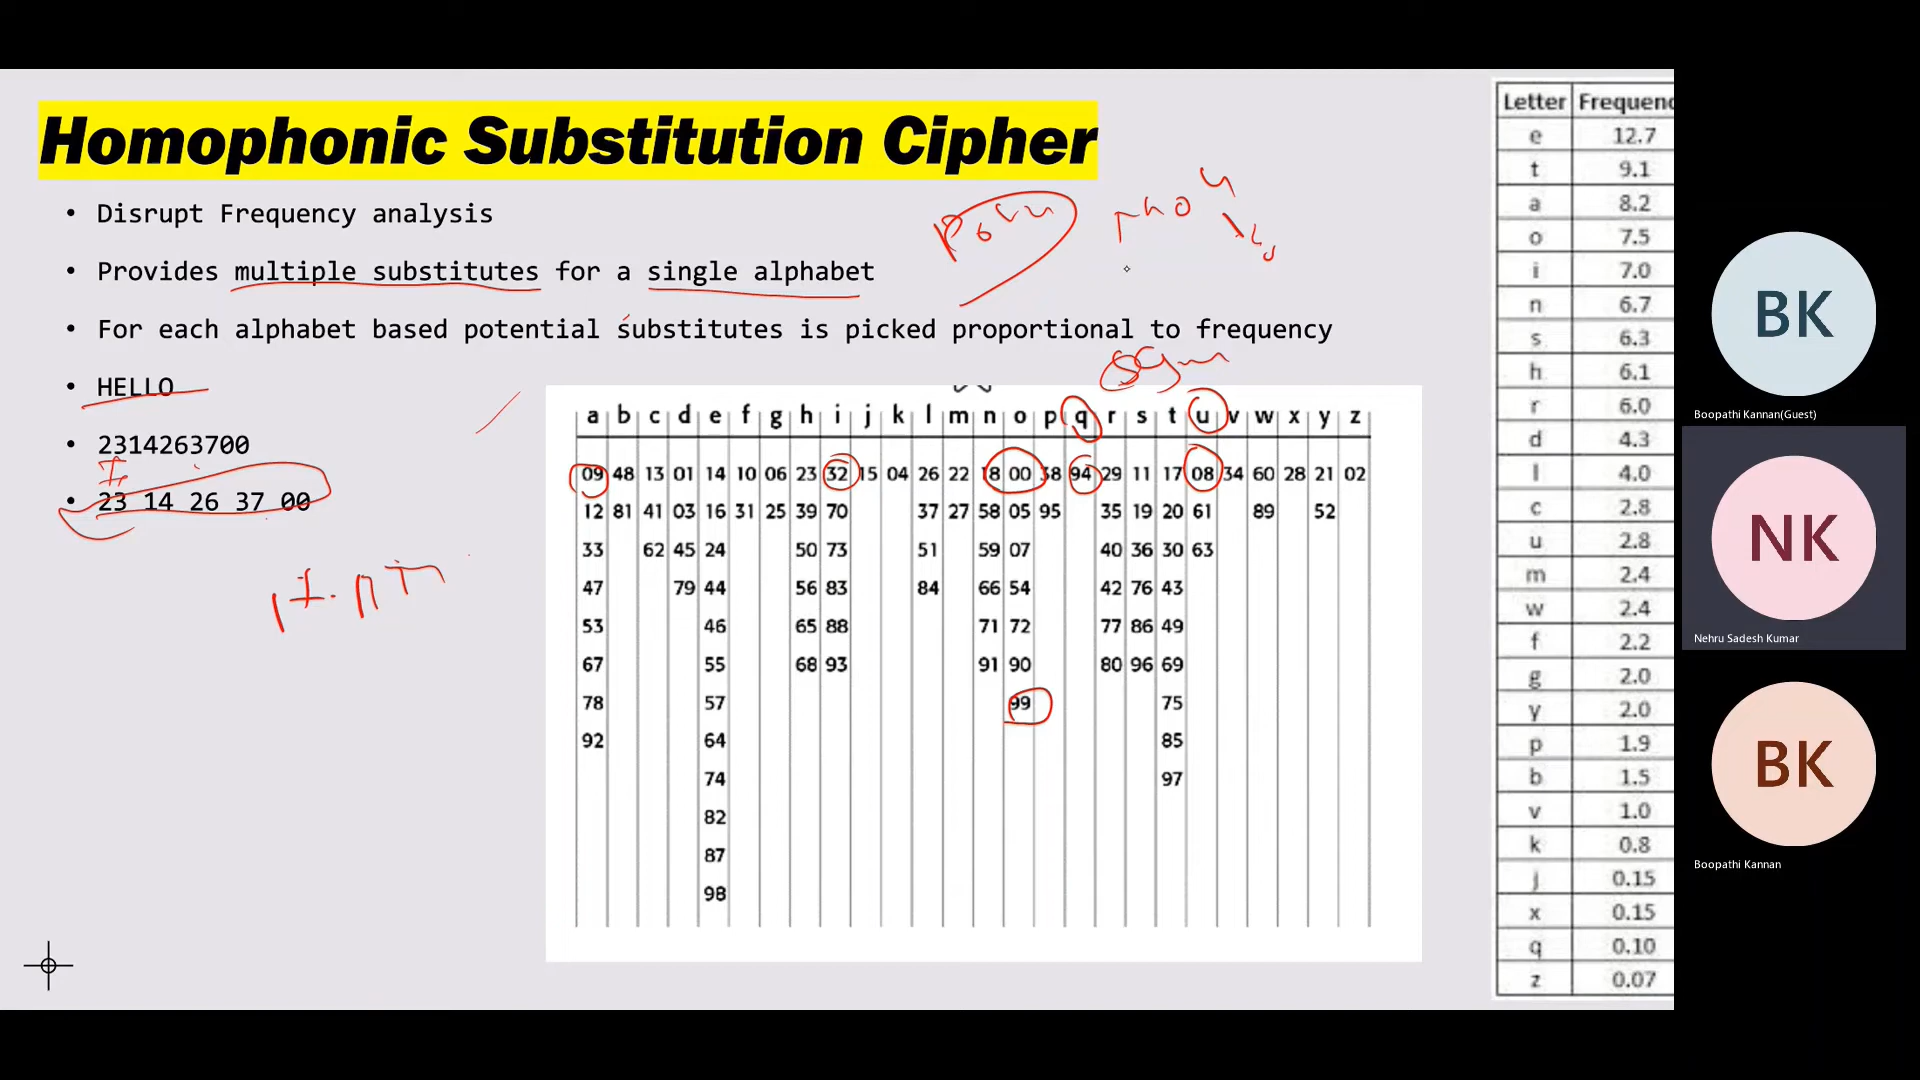 Homophonic Substitution Cipher
• Disrupt Frequency analysis
• Provides multiple substitutes for a single alphabet
• For each alphabet based potential substitutes is picked proportional to frequency
• HELLO
• 2314263700
• 23 14 26 37 00
a b c d e f g h i j k l m n o p q r s t u v w x y z
09 48 13 01 14 10 06 23 32 15 04 26 22 18 00 38 94 29 11 17 08 34 60 28 21 02
12 81 41 03 16 31 25 39 70 37 27 58 05 95 35 19 20 61 89 52
33 62 45 24 50 73 51 59 07 40 36 30 63
47 79 44 56 83 84 66 54 42 76 43
53 46 65 88 71 72 77 86 49
67 55 68 93 91 90 80 96 69
78 57 99 75
92 64 85
74 97
82
87
98
Letter Frequenc
e 12.7
t 9.1
a 8.2
o 7.5
i 7.0
n 6.7
s 6.3
h 6.1
r 6.0
d 4.3
l 4.0
c 2.8
u 2.8
m 2.4
w 2.4
f 2.2
g 2.0
y 2.0
p 1.9
b 1.5
v 1.0
k 0.8
j 0.15
x 0.15
q 0.10
z 0.07
BK
Boopathi Kannan(Guest)
NK
Nehru Sadesh Kumar
BK
Boopathi Kannan